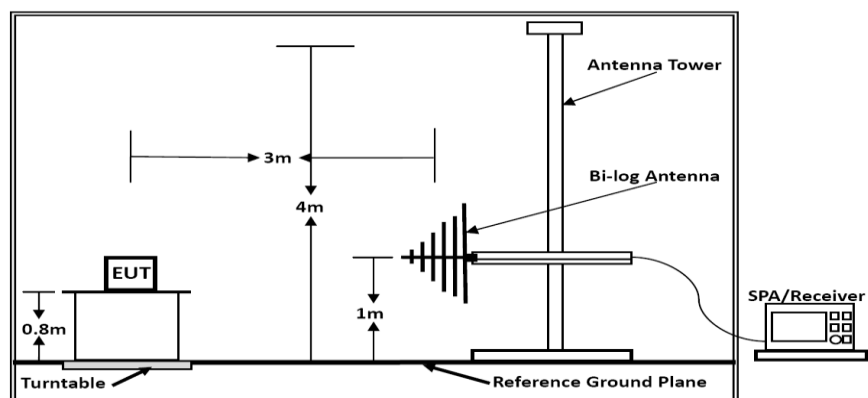 Antenna Tower
3m
Bi-log Antenna
4m
EUT
SPA/Receiver
0.8m
1m
Turntable
Reference Ground Plane